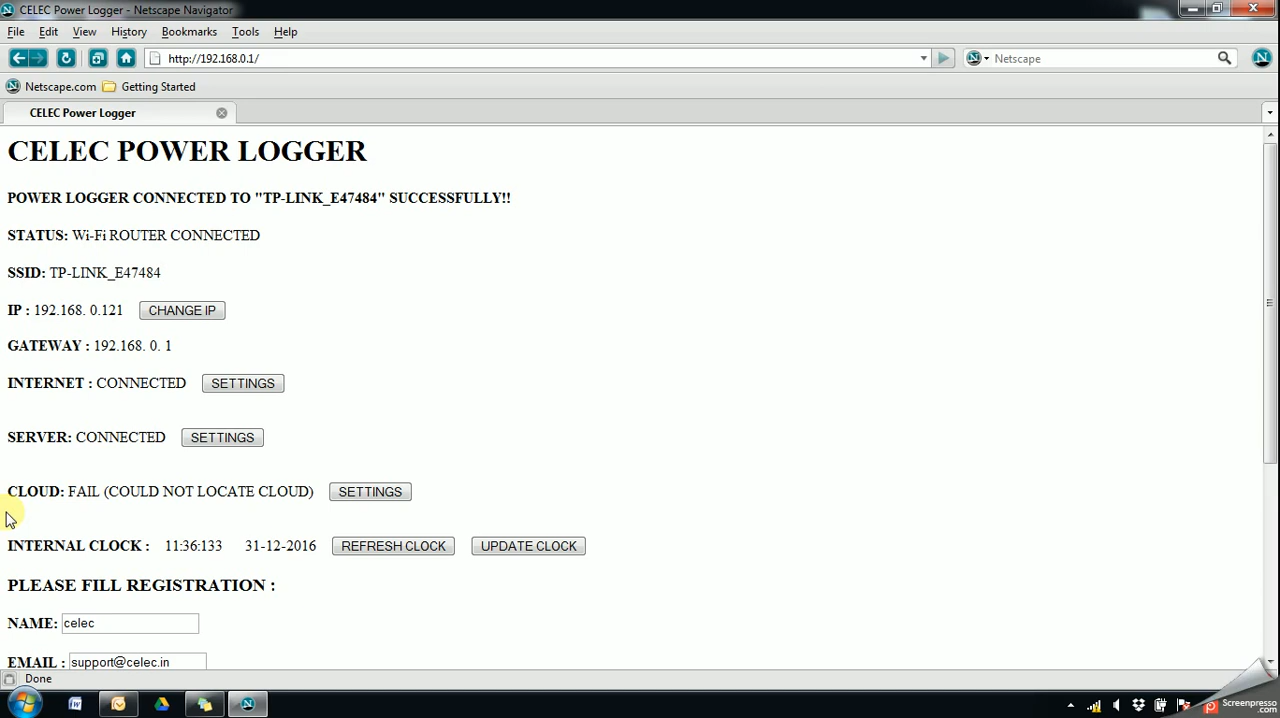 CELEC Power Logger - Netscape Navigator
File Edit View History Bookmarks Tools Help
http://192.168.0.1/ Netscape
Netscape.com Getting Started
CELEC Power Logger
CELEC POWER LOGGER
POWER LOGGER CONNECTED TO "TP-LINK_E47484" SUCCESSFULLY!!
STATUS: Wi-Fi ROUTER CONNECTED
SSID: TP-LINK_E47484
IP : 192.168. 0.121 CHANGE IP
GATEWAY : 192.168. 0. 1
INTERNET : CONNECTED SETTINGS
SERVER: CONNECTED SETTINGS
CLOUD: FAIL (COULD NOT LOCATE CLOUD) SETTINGS
INTERNAL CLOCK : 11:36:133 31-12-2016 REFRESH CLOCK UPDATE CLOCK
PLEASE FILL REGISTRATION :
NAME: celec
EMAIL : support@celec.in
Done
Screenpresso
.com